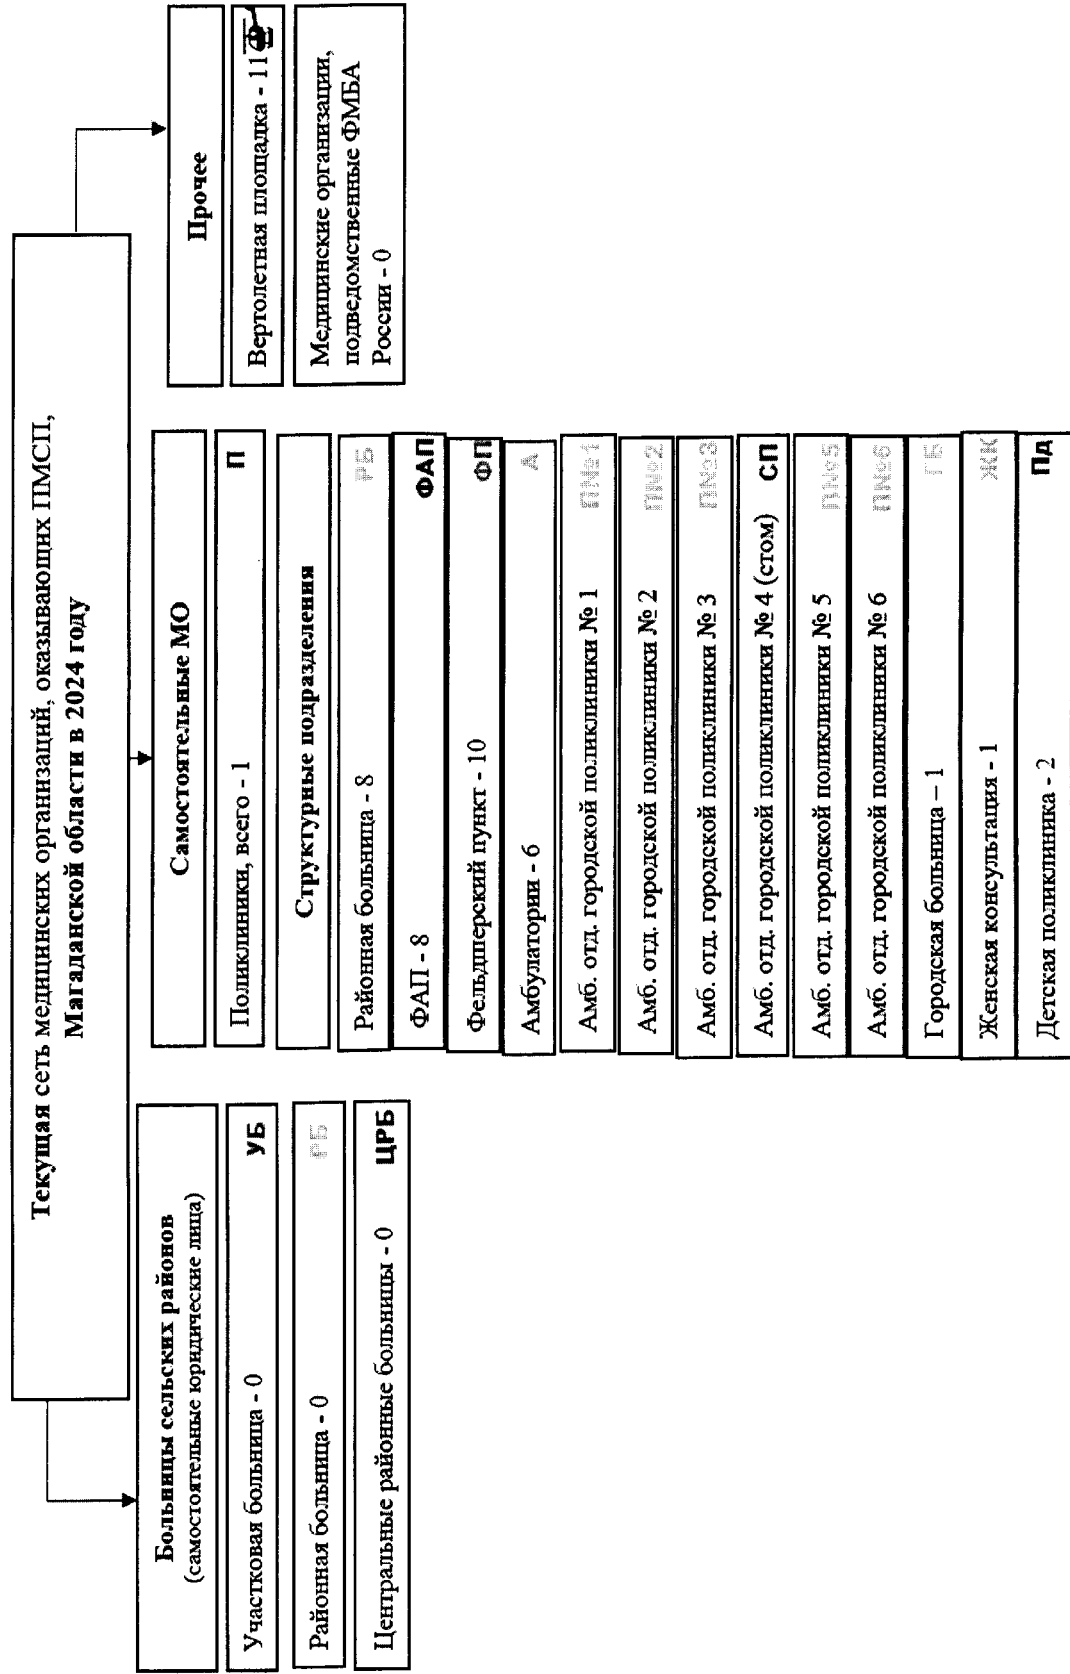 Текущая сеть медицинских организаций, оказывающих ПМСП,
Магаданской области в 2024 году
Больницы сельских районов
(самостоятельные юридические лица)
Участковая больница - 0 УБ
Районная больница - 0 РБ
Центральные районные больницы - 0 ЦРБ
Самостоятельные МО
Поликлиники, всего - 1 П
Структурные подразделения
Районная больница - 8 РБ
ФАП - 8 ФАП
Фельдшерский пункт - 10 ФП
Амбулатории - 6 А
Амб. отд. городской поликлиники № 1 П№1
Амб. отд. городской поликлиники № 2 П№2
Амб. отд. городской поликлиники № 3 П№3
Амб. отд. городской поликлиники № 4 (стом) СП
Амб. отд. городской поликлиники № 5 П№5
Амб. отд. городской поликлиники № 6 П№6
Городская больница – 1 ГБ
Женская консультация - 1 ЖК
Детская поликлиника - 2 Пд
Прочее
Вертолетная площадка - 11
Медицинские организации,
подведомственные ФМБА
России - 0